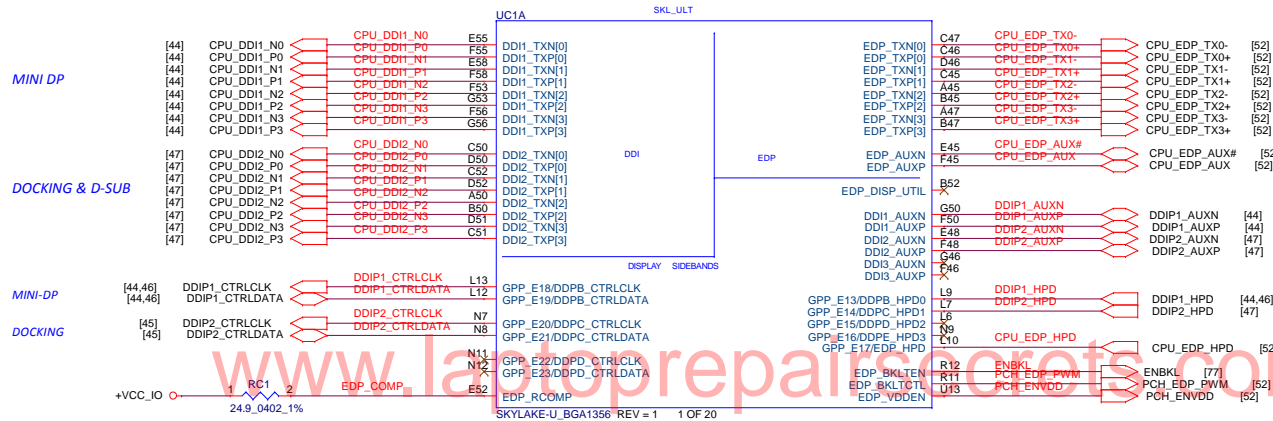 UC1A
SKL_ULT
MINI DP
[44] CPU_DDI1_N0 CPU_DDI1_N0 E55 DDI1_TXN[0]
[44] CPU_DDI1_P0 CPU_DDI1_P0 F55 DDI1_TXP[0]
[44] CPU_DDI1_N1 CPU_DDI1_N1 E58 DDI1_TXN[1]
[44] CPU_DDI1_P1 CPU_DDI1_P1 F58 DDI1_TXP[1]
[44] CPU_DDI1_N2 CPU_DDI1_N2 F53 DDI1_TXN[2]
[44] CPU_DDI1_P2 CPU_DDI1_P2 G53 DDI1_TXP[2]
[44] CPU_DDI1_N3 CPU_DDI1_N3 F56 DDI1_TXN[3]
[44] CPU_DDI1_P3 CPU_DDI1_P3 G56 DDI1_TXP[3]
DOCKING & D-SUB
[47] CPU_DDI2_N0 CPU_DDI2_N0 C50 DDI2_TXN[0]
[47] CPU_DDI2_P0 CPU_DDI2_P0 D50 DDI2_TXP[0]
[47] CPU_DDI2_N1 CPU_DDI2_N1 C52 DDI2_TXN[1]
[47] CPU_DDI2_P1 CPU_DDI2_P1 D52 DDI2_TXP[1]
[47] CPU_DDI2_N2 CPU_DDI2_N2 A50 DDI2_TXN[2]
[47] CPU_DDI2_P2 CPU_DDI2_P2 B50 DDI2_TXP[2]
[47] CPU_DDI2_N3 CPU_DDI2_N3 D51 DDI2_TXN[3]
[47] CPU_DDI2_P3 CPU_DDI2_P3 C51 DDI2_TXP[3]
MINI-DP
[44,46] DDIP1_CTRLCLK DDIP1_CTRLCLK L13 GPP_E18/DDPB_CTRLCLK
[44,46] DDIP1_CTRLDATA DDIP1_CTRLDATA L12 GPP_E19/DDPB_CTRLDATA
DOCKING
[45] DDIP2_CTRLCLK DDIP2_CTRLCLK N7 GPP_E20/DDPC_CTRLCLK
[45] DDIP2_CTRLDATA DDIP2_CTRLDATA N8 GPP_E21/DDPC_CTRLDATA
N11 GPP_E22/DDPD_CTRLCLK
N12 GPP_E23/DDPD_CTRLDATA
+VCC_IO 1 RC1 2 EDP_COMP E52 EDP_RCOMP
24.9_0402_1%
DDI
EDP
DISPLAY SIDEBANDS
EDP_TXN[0] C47 CPU_EDP_TX0- CPU_EDP_TX0- [52]
EDP_TXP[0] C46 CPU_EDP_TX0+ CPU_EDP_TX0+ [52]
EDP_TXN[1] D46 CPU_EDP_TX1- CPU_EDP_TX1- [52]
EDP_TXP[1] C45 CPU_EDP_TX1+ CPU_EDP_TX1+ [52]
EDP_TXN[2] A45 CPU_EDP_TX2- CPU_EDP_TX2- [52]
EDP_TXP[2] B45 CPU_EDP_TX2+ CPU_EDP_TX2+ [52]
EDP_TXN[3] A47 CPU_EDP_TX3- CPU_EDP_TX3- [52]
EDP_TXP[3] B47 CPU_EDP_TX3+ CPU_EDP_TX3+ [52]
EDP_AUXN E45 CPU_EDP_AUX# CPU_EDP_AUX# [52
EDP_AUXP F45 CPU_EDP_AUX CPU_EDP_AUX [52]
EDP_DISP_UTIL B52
DDI1_AUXN G50 DDIP1_AUXN DDIP1_AUXN [44]
DDI1_AUXP F50 DDIP1_AUXP DDIP1_AUXP [44]
DDI2_AUXN E48 DDIP2_AUXN DDIP2_AUXN [47]
DDI2_AUXP F48 DDIP2_AUXP DDIP2_AUXP [47]
DDI3_AUXN G46
DDI3_AUXP F46
GPP_E13/DDPB_HPD0 L9 DDIP1_HPD DDIP1_HPD [44,46]
GPP_E14/DDPC_HPD1 L7 DDIP2_HPD DDIP2_HPD [47]
GPP_E15/DDPD_HPD2 L6
GPP_E16/DDPE_HPD3 N9
GPP_E17/EDP_HPD L10 CPU_EDP_HPD CPU_EDP_HPD [52
EDP_BKLTEN R12 ENBKL ENBKL [77]
EDP_BKLTCTL R11 PCH_EDP_PWM PCH_EDP_PWM [52]
EDP_VDDEN U13 PCH_ENVDD PCH_ENVDD [52]
SKYLAKE-U_BGA1356 REV = 1 1 OF 20
www.laptoprepairsecrets.com